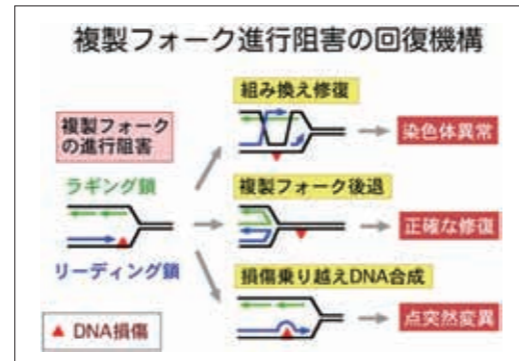 複製フォーク進行阻害の回復機構
組み換え修復
複製フォーク
の進行阻害
染色体異常
ラギング鎖
複製フォーク後退
正確な修復
リーディング鎖
損傷乗り越えDNA合成
▲ DNA損傷
点突然変異